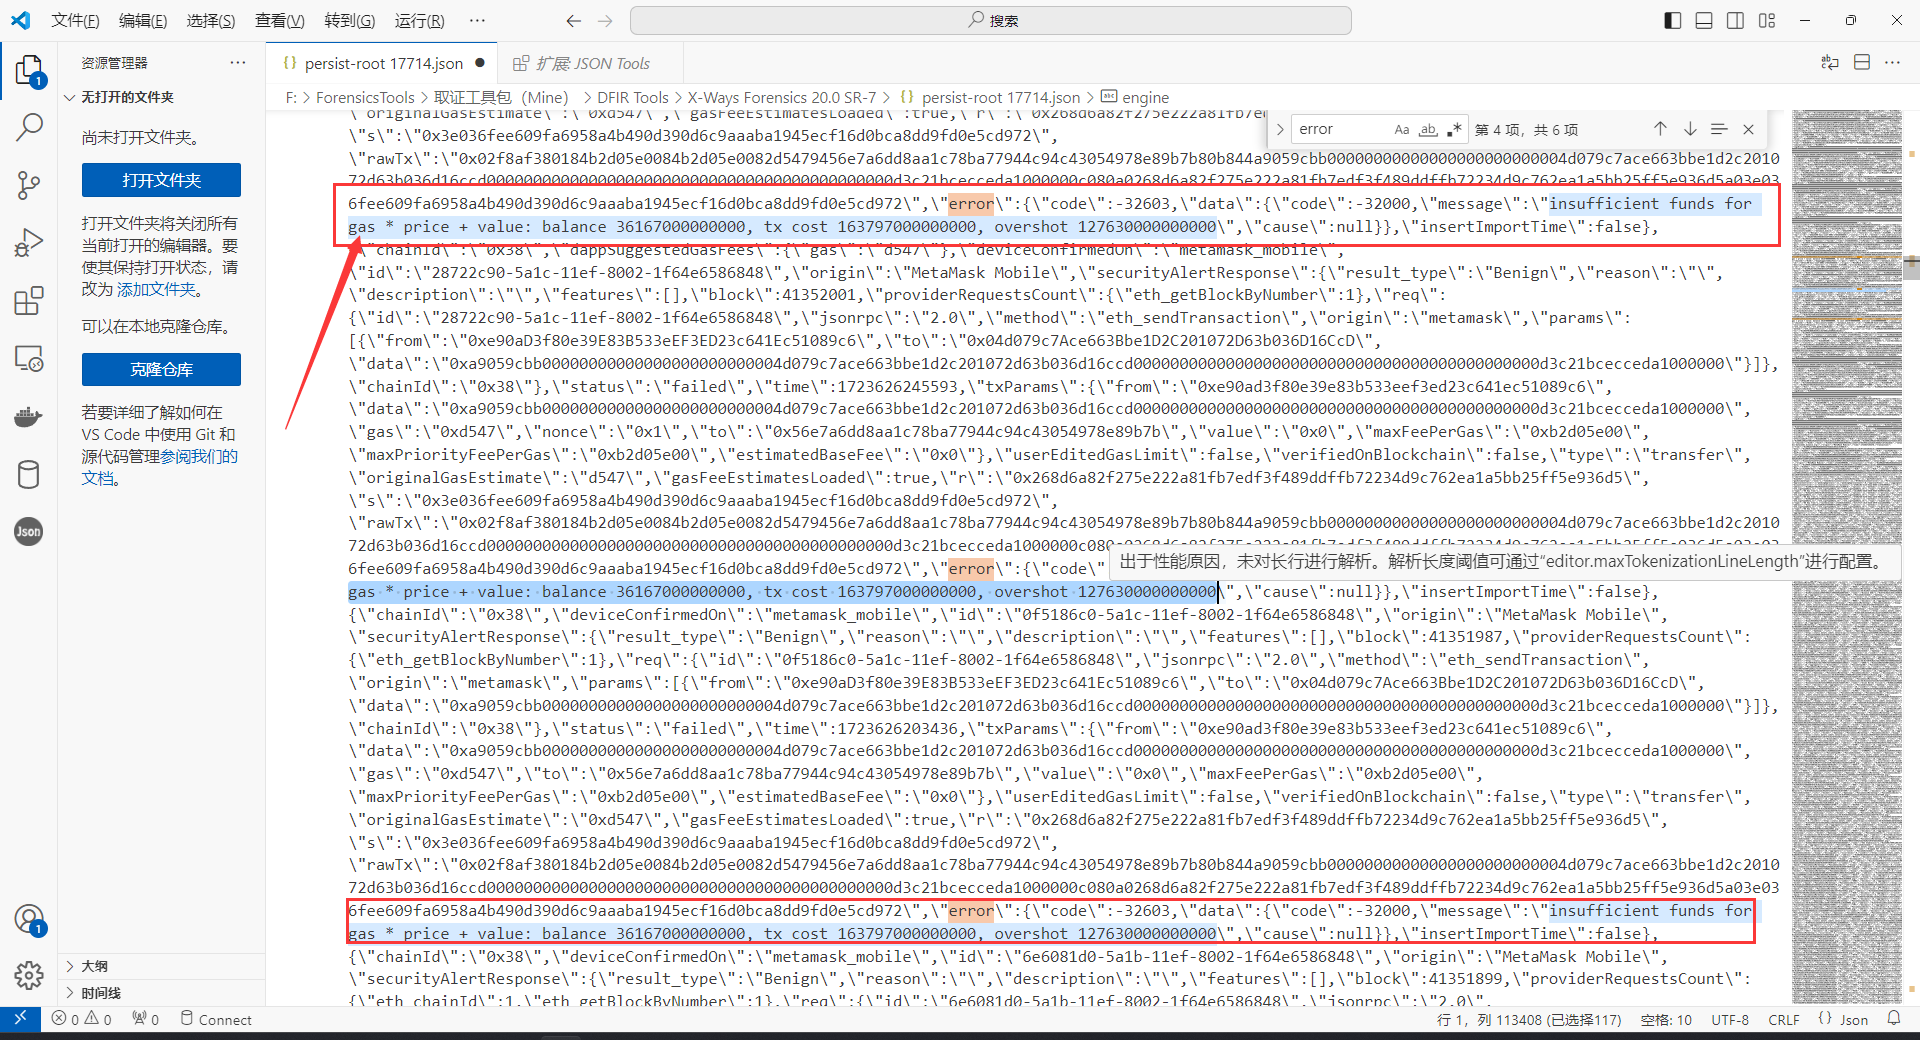 文件(F) 编辑(E) 选择(S) 查看(V) 转到(G) 运行(R) ··· 搜索
资源管理器 ···
无打开的文件夹
尚未打开文件夹。
打开文件夹
打开文件夹将关闭所有
当前打开的编辑器。要
使其保持打开状态，请
改为 添加文件夹。
可以在本地克隆仓库。
克隆仓库
若要详细了解如何在
VS Code 中使用 Git 和
源代码管理参阅我们的
文档。
大纲
时间线
1
Json
1
{} persist-root 17714.json ● 扩展: JSON Tools
F: > ForensicsTools > 取证工具包（Mine） > DFIR Tools > X-Ways Forensics 20.0 SR-7 > {} persist-root 17714.json > abc engine
error Aa ab .* 第 4 项，共 6 项
\"originalGasEstimate\":\"0xd547\",\"gasFeeEstimatesLoaded\":true,\"r\":\"0x268d6a82f275e222a81fb7ed
\"s\":\"0x3e036fee609fa6958a4b490d390d6c9aaaba1945ecf16d0bca8dd9fd0e5cd972\",
\"rawTx\":\"0x02f8af380184b2d05e0084b2d05e0082d5479456e7a6dd8aa1c78ba77944c94c43054978e89b7b80b844a9059cbb00000000000000000000000004d079c7ace663bbe1d2c2010
72d63b036d16ccd00000000000000000000000000000000000000000000d3c21bcecceda1000000c080a0268d6a82f275e222a81fb7edf3f489ddffb72234d9c762ea1a5bb25ff5e936d5a03e03
6fee609fa6958a4b490d390d6c9aaaba1945ecf16d0bca8dd9fd0e5cd972\",\"error\":{\"code\":-32603,\"data\":{\"code\":-32000,\"message\":\"insufficient funds for
gas * price + value: balance 36167000000000, tx cost 163797000000000, overshot 127630000000000\",\"cause\":null}},\"insertImportTime\":false},
{\"chainId\":\"0x38\",\"dappSuggestedGasFees\":{\"gas\":\"d547\"},\"deviceConfirmedOn\":\"metamask_mobile\",
\"id\":\"28722c90-5a1c-11ef-8002-1f64e6586848\",\"origin\":\"MetaMask Mobile\",\"securityAlertResponse\":{\"result_type\":\"Benign\",\"reason\":\"\",
\"description\":\"\",\"features\":[],\"block\":41352001,\"providerRequestsCount\":{\"eth_getBlockByNumber\":1},\"req\":
{\"id\":\"28722c90-5a1c-11ef-8002-1f64e6586848\",\"jsonrpc\":\"2.0\",\"method\":\"eth_sendTransaction\",\"origin\":\"metamask\",\"params\":
[{\"from\":\"0xe90aD3f80e39E83B533eEF3ED23c641Ec51089c6\",\"to\":\"0x04d079c7Ace663Bbe1D2C201072D63b036D16CcD\",
\"data\":\"0xa9059cbb00000000000000000000000004d079c7ace663bbe1d2c201072d63b036d16ccd00000000000000000000000000000000000000000000d3c21bcecceda1000000\"}]},
\"chainId\":\"0x38\"},\"status\":\"failed\",\"time\":1723626245593,\"txParams\":{\"from\":\"0xe90ad3f80e39e83b533eef3ed23c641ec51089c6\",
\"data\":\"0xa9059cbb00000000000000000000000004d079c7ace663bbe1d2c201072d63b036d16ccd00000000000000000000000000000000000000000000d3c21bcecceda1000000\",
\"gas\":\"0xd547\",\"nonce\":\"0x1\",\"to\":\"0x56e7a6dd8aa1c78ba77944c94c43054978e89b7b\",\"value\":\"0x0\",\"maxFeePerGas\":\"0xb2d05e00\",
\"maxPriorityFeePerGas\":\"0xb2d05e00\",\"estimatedBaseFee\":\"0x0\"},\"userEditedGasLimit\":false,\"verifiedOnBlockchain\":false,\"type\":\"transfer\",
\"originalGasEstimate\":\"d547\",\"gasFeeEstimatesLoaded\":true,\"r\":\"0x268d6a82f275e222a81fb7edf3f489ddffb72234d9c762ea1a5bb25ff5e936d5\",
\"s\":\"0x3e036fee609fa6958a4b490d390d6c9aaaba1945ecf16d0bca8dd9fd0e5cd972\",
\"rawTx\":\"0x02f8af380184b2d05e0084b2d05e0082d5479456e7a6dd8aa1c78ba77944c94c43054978e89b7b80b844a9059cbb00000000000000000000000004d079c7ace663bbe1d2c2010
72d63b036d16ccd00000000000000000000000000000000000000000000d3c21bcecceda1000000c080a0268d6a82f275e222a81fb7edf3f489ddffb72234d9c762ea1a5bb25ff5e936d5a03e03
6fee609fa6958a4b490d390d6c9aaaba1945ecf16d0bca8dd9fd0e5cd972\",\"error\":{\"code\"
出于性能原因，未对长行进行解析。解析长度阈值可通过“editor.maxTokenizationLineLength”进行配置。
gas * price + value: balance 36167000000000, tx cost 163797000000000, overshot 127630000000000\",\"cause\":null}},\"insertImportTime\":false},
{\"chainId\":\"0x38\",\"deviceConfirmedOn\":\"metamask_mobile\",\"id\":\"0f5186c0-5a1c-11ef-8002-1f64e6586848\",\"origin\":\"MetaMask Mobile\",
\"securityAlertResponse\":{\"result_type\":\"Benign\",\"reason\":\"\",\"description\":\"\",\"features\":[],\"block\":41351987,\"providerRequestsCount\":
{\"eth_getBlockByNumber\":1},\"req\":{\"id\":\"0f5186c0-5a1c-11ef-8002-1f64e6586848\",\"jsonrpc\":\"2.0\",\"method\":\"eth_sendTransaction\",
\"origin\":\"metamask\",\"params\":[{\"from\":\"0xe90aD3f80e39E83B533eEF3ED23c641Ec51089c6\",\"to\":\"0x04d079c7Ace663Bbe1D2C201072D63b036D16CcD\",
\"data\":\"0xa9059cbb00000000000000000000000004d079c7ace663bbe1d2c201072d63b036d16ccd00000000000000000000000000000000000000000000d3c21bcecceda1000000\"}]},
\"chainId\":\"0x38\"},\"status\":\"failed\",\"time\":1723626203436,\"txParams\":{\"from\":\"0xe90ad3f80e39e83b533eef3ed23c641ec51089c6\",
\"data\":\"0xa9059cbb00000000000000000000000004d079c7ace663bbe1d2c201072d63b036d16ccd00000000000000000000000000000000000000000000d3c21bcecceda1000000\",
\"gas\":\"0xd547\",\"to\":\"0x56e7a6dd8aa1c78ba77944c94c43054978e89b7b\",\"value\":\"0x0\",\"maxFeePerGas\":\"0xb2d05e00\",
\"maxPriorityFeePerGas\":\"0xb2d05e00\",\"estimatedBaseFee\":\"0x0\"},\"userEditedGasLimit\":false,\"verifiedOnBlockchain\":false,\"type\":\"transfer\",
\"originalGasEstimate\":\"0xd547\",\"gasFeeEstimatesLoaded\":true,\"r\":\"0x268d6a82f275e222a81fb7edf3f489ddffb72234d9c762ea1a5bb25ff5e936d5\",
\"s\":\"0x3e036fee609fa6958a4b490d390d6c9aaaba1945ecf16d0bca8dd9fd0e5cd972\",
\"rawTx\":\"0x02f8af380184b2d05e0084b2d05e0082d5479456e7a6dd8aa1c78ba77944c94c43054978e89b7b80b844a9059cbb00000000000000000000000004d079c7ace663bbe1d2c2010
72d63b036d16ccd00000000000000000000000000000000000000000000d3c21bcecceda1000000c080a0268d6a82f275e222a81fb7edf3f489ddffb72234d9c762ea1a5bb25ff5e936d5a03e03
6fee609fa6958a4b490d390d6c9aaaba1945ecf16d0bca8dd9fd0e5cd972\",\"error\":{\"code\":-32603,\"data\":{\"code\":-32000,\"message\":\"insufficient funds for
gas * price + value: balance 36167000000000, tx cost 163797000000000, overshot 127630000000000\",\"cause\":null}},\"insertImportTime\":false},
{\"chainId\":\"0x38\",\"deviceConfirmedOn\":\"metamask_mobile\",\"id\":\"6e6081d0-5a1b-11ef-8002-1f64e6586848\",\"origin\":\"MetaMask Mobile\",
\"securityAlertResponse\":{\"result_type\":\"Benign\",\"reason\":\"\",\"description\":\"\",\"features\":[],\"block\":41351899,\"providerRequestsCount\":
{\"eth_chainId\":1,\"eth_getBlockByNumber\":1},\"req\":{\"id\":\"6e6081d0-5a1b-11ef-8002-1f64e6586848\",\"jsonrpc\":\"2.0\",
0 0 0 Connect 行 1，列 113408 (已选择117) 空格: 10 UTF-8 CRLF {} Json